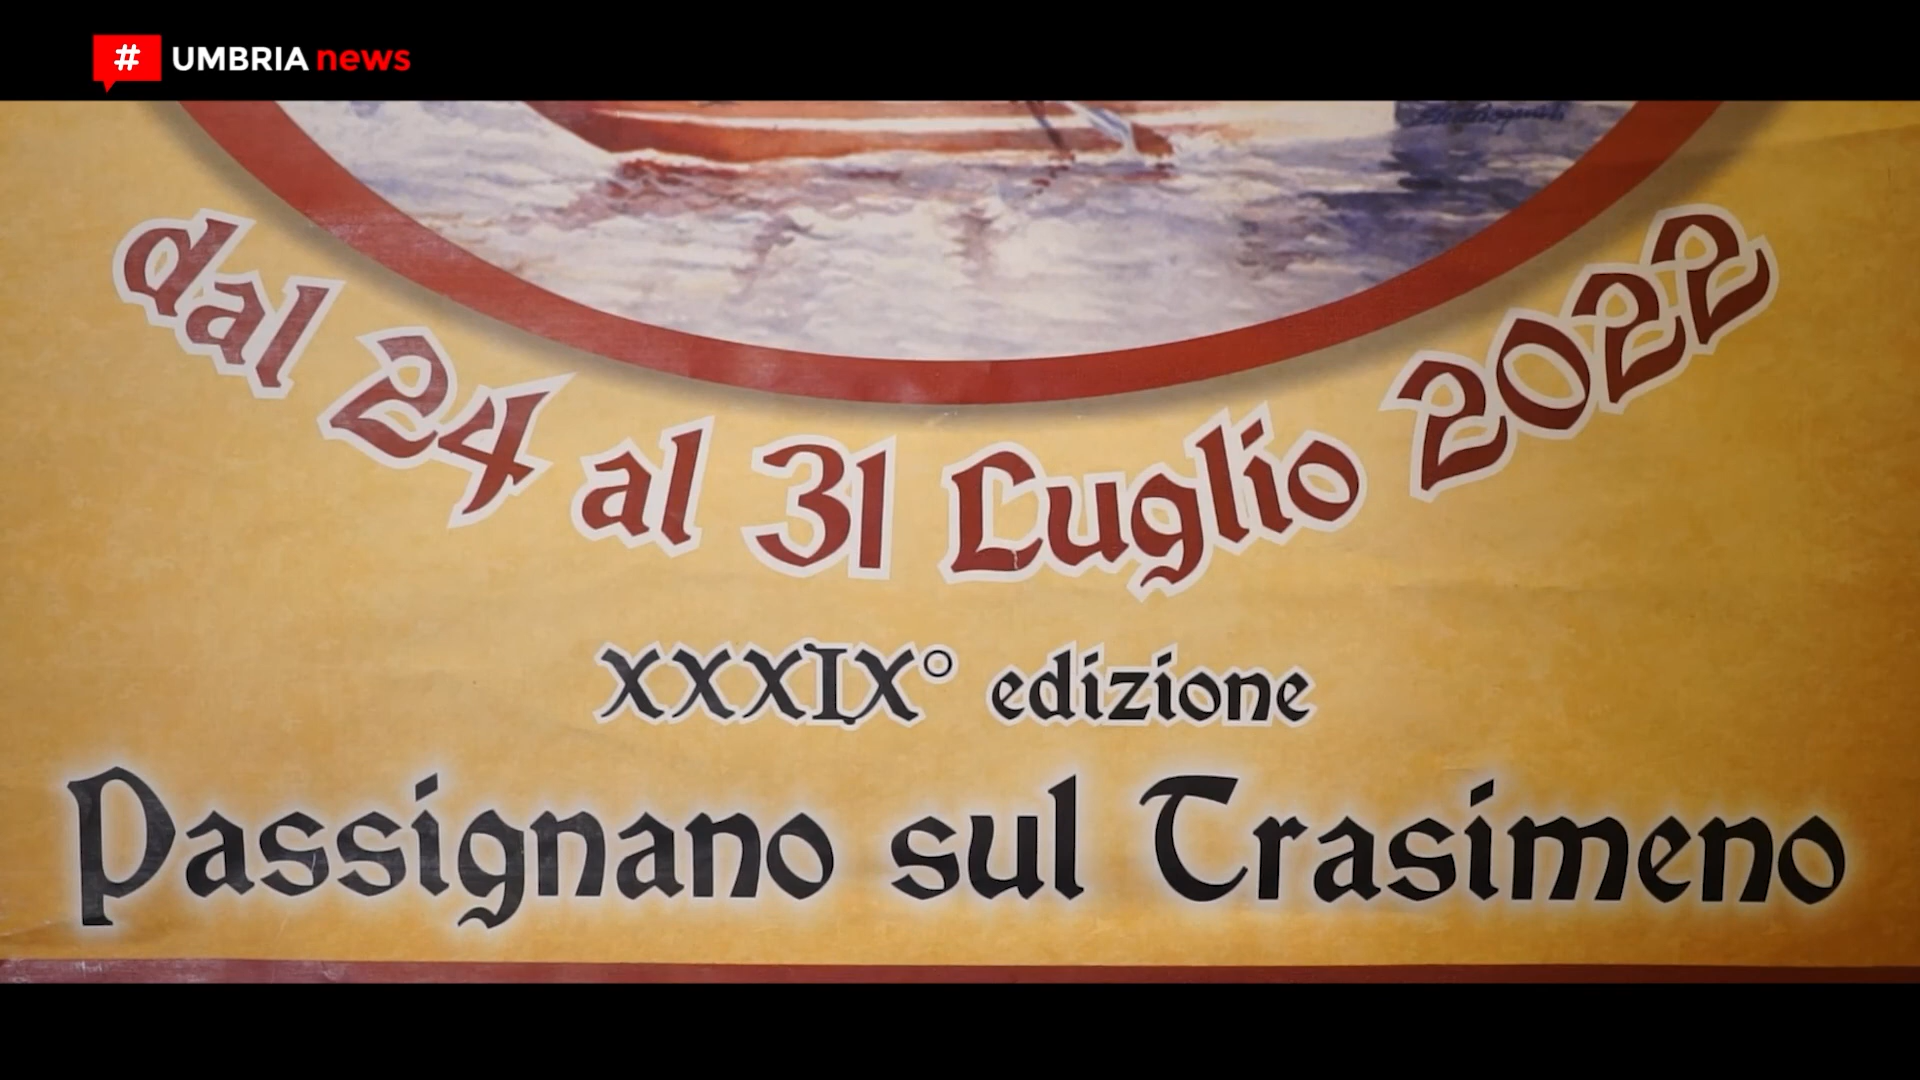 # UMBRIA news
dal 24 al 31 Luglio 2022
XXXIX° edizione
Passignano sul Trasimeno